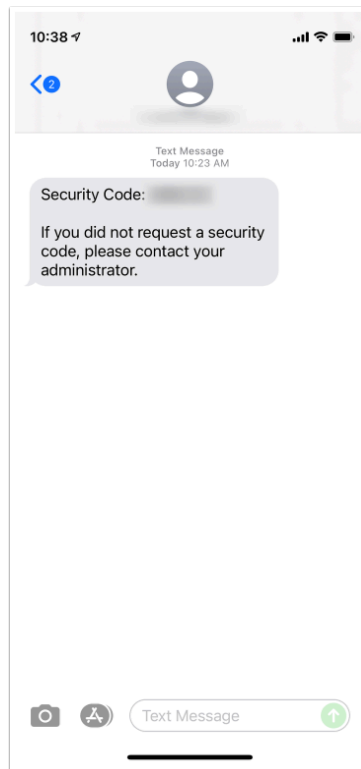 10:38
2
Text Message
Today 10:23 AM
Security Code:
If you did not request a security
code, please contact your
administrator.
Text Message